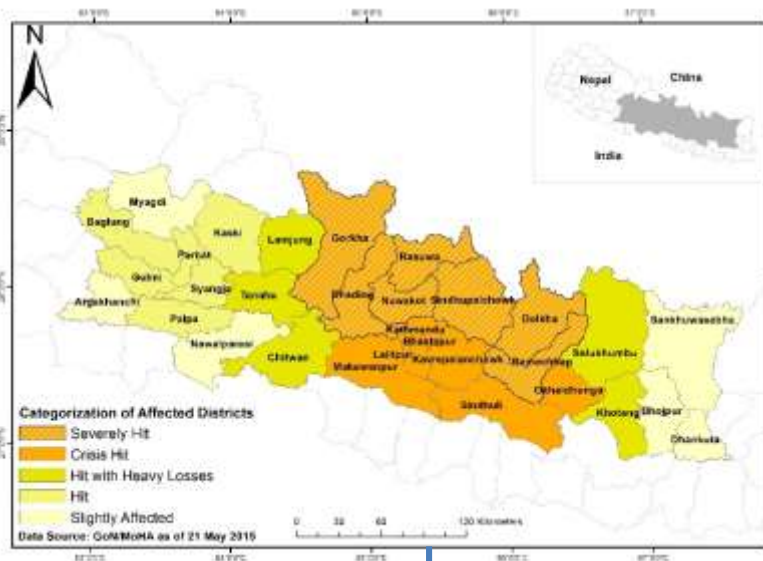 N
Nepal
China
India
Myagdi
Baglung
Kaski
Lamjung
Gorkha
Parbat
Rasuwa
Gulmi
Syangja
Tanahu
Dhading
Nuwakot
Sindhupalchowk
Dolkha
Argakhanchi
Palpa
Kathmandu
Bhaktapur
Sankhuwasabha
Nawalparasi
Chitwan
Lalitpur
Kavrepalanchowk
Ramechhap
Solukhumbu
Makawanpur
Okhaldhunga
Sindhuli
Khotang
Bhojpur
Dhankuta
Categorization of Affected Districts
Severely Hit
Crisis Hit
Hit with Heavy Losses
Hit
Slightly Affected
0 30 60 120 Kilometers
Data Source: GoN/MoHA as of 21 May 2015